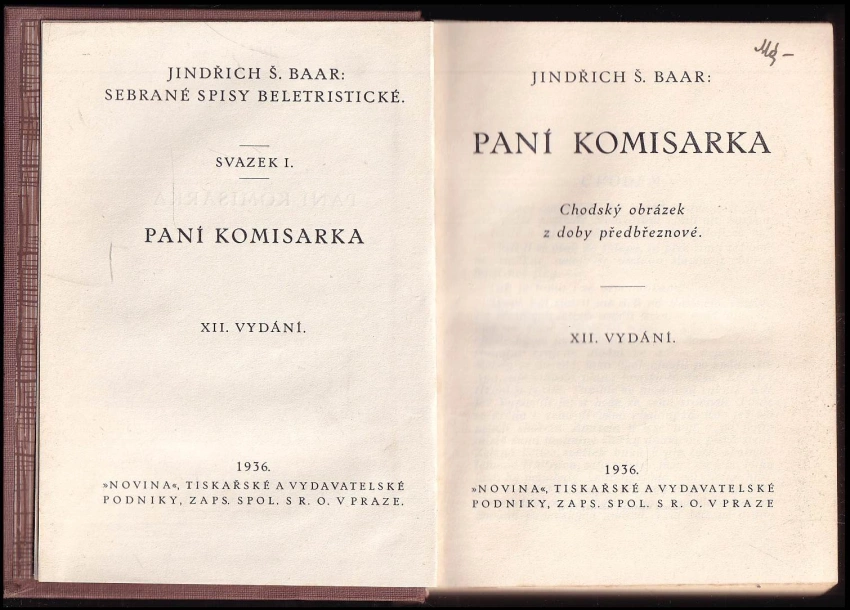 JINDŘICH Š. BAAR:
SEBRANÉ SPISY BELETRISTICKÉ.
SVAZEK I.
PANÍ KOMISARKA
XII. VYDÁNÍ.
1936.
»NOVINA«, TISKAŘSKÉ A VYDAVATELSKÉ
PODNIKY, ZAPS. SPOL. S R. O. V PRAZE.
JINDŘICH Š. BAAR:
PANÍ KOMISARKA
Chodský obrázek
z doby předbřeznové.
XII. VYDÁNÍ.
1936.
»NOVINA«, TISKAŘSKÉ A VYDAVATELSKÉ
PODNIKY, ZAPS. SPOL. S R. O. V PRAZE